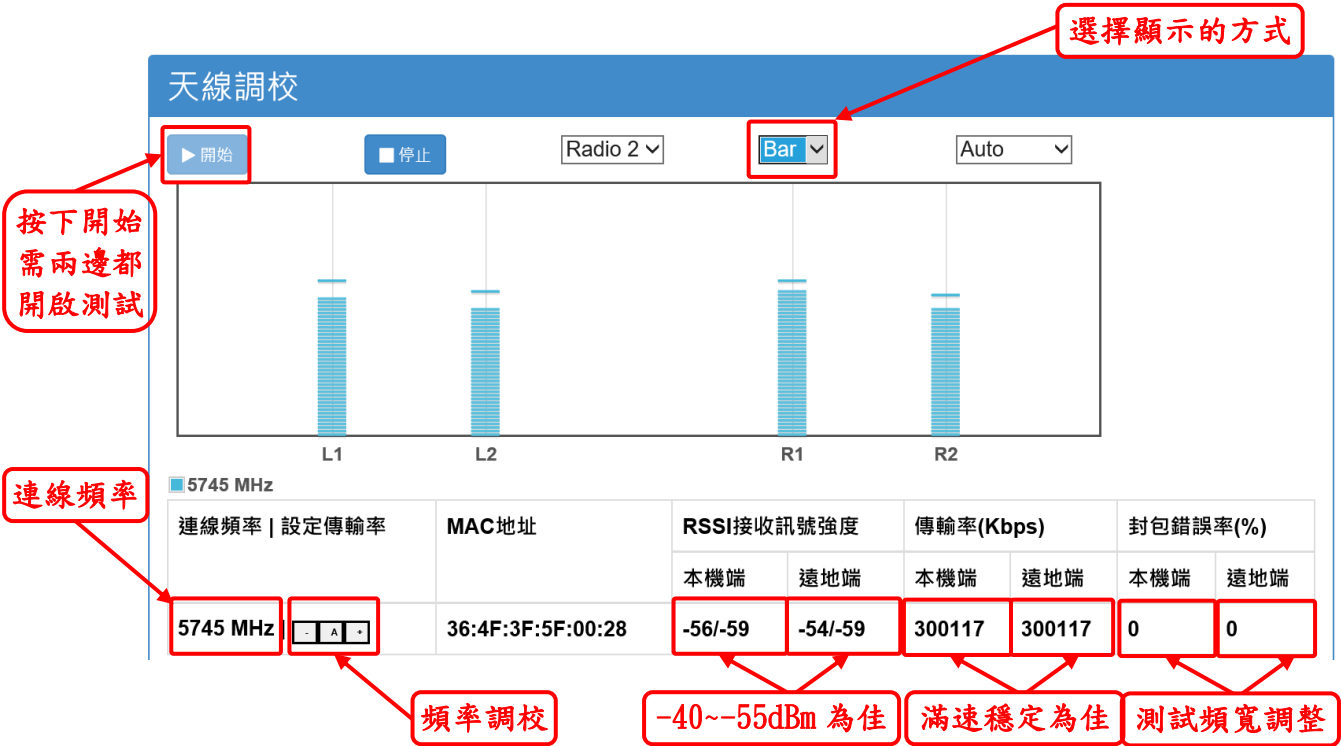 選擇顯示的方式
天線調校
開始
停止
Radio 2
Bar
Auto
按下開始
需兩邊都
開啟測試
L1
L2
R1
R2
5745 MHz
連線頻率
連線頻率 | 設定傳輸率
MAC地址
RSSI接收訊號強度
傳輸率(Kbps)
封包錯誤率(%)
本機端
遠地端
本機端
遠地端
本機端
遠地端
5745 MHz |
- A +
36:4F:3F:5F:00:28
-56/-59
-54/-59
300117
300117
0
0
頻率調校
-40~-55dBm 為佳
滿速穩定為佳
測試頻寬調整